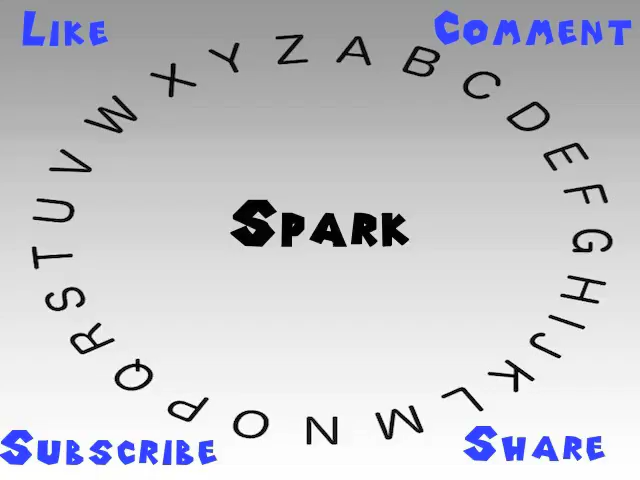 Like
Comment
A B C D E F G H I J K L M N O P Q R S T U V W X Y Z
Spark
Subscribe
Share